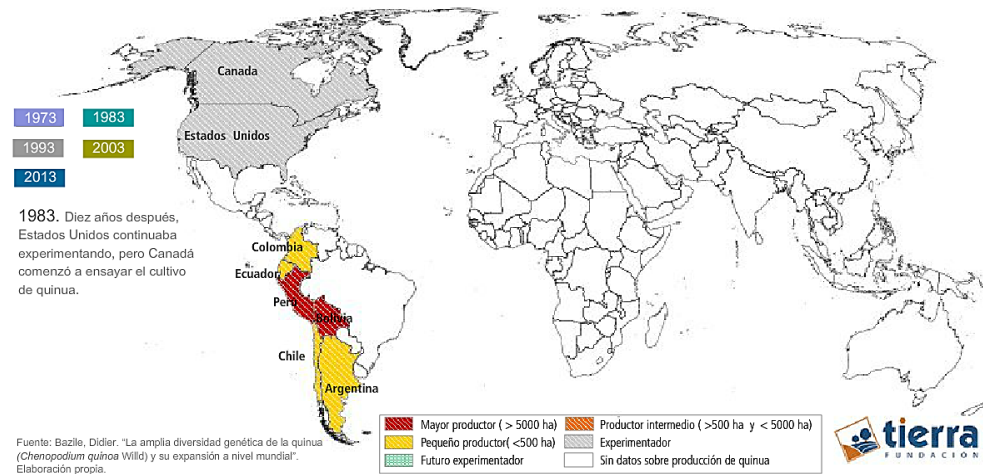 Canada
Estados Unidos
1973 1983
1993 2003
2013
1983. Diez años después,
Estados Unidos continuaba
experimentando, pero Canadá
comenzó a ensayar el cultivo
de quinua.
Colombia
Ecuador
Perú
Bolivia
Chile
Argentina
Mayor productor ( > 5000 ha)
Pequeño productor( <500 ha)
Futuro experimentador
Productor intermedio ( >500 ha y < 5000 ha)
Experimentador
Sin datos sobre producción de quinua
Fuente: Bazile, Didier. “La amplia diversidad genética de la quinua
(Chenopodium quinoa Willd) y su expansión a nivel mundial”.
Elaboración propia.
tierra
FUNDACIÓN